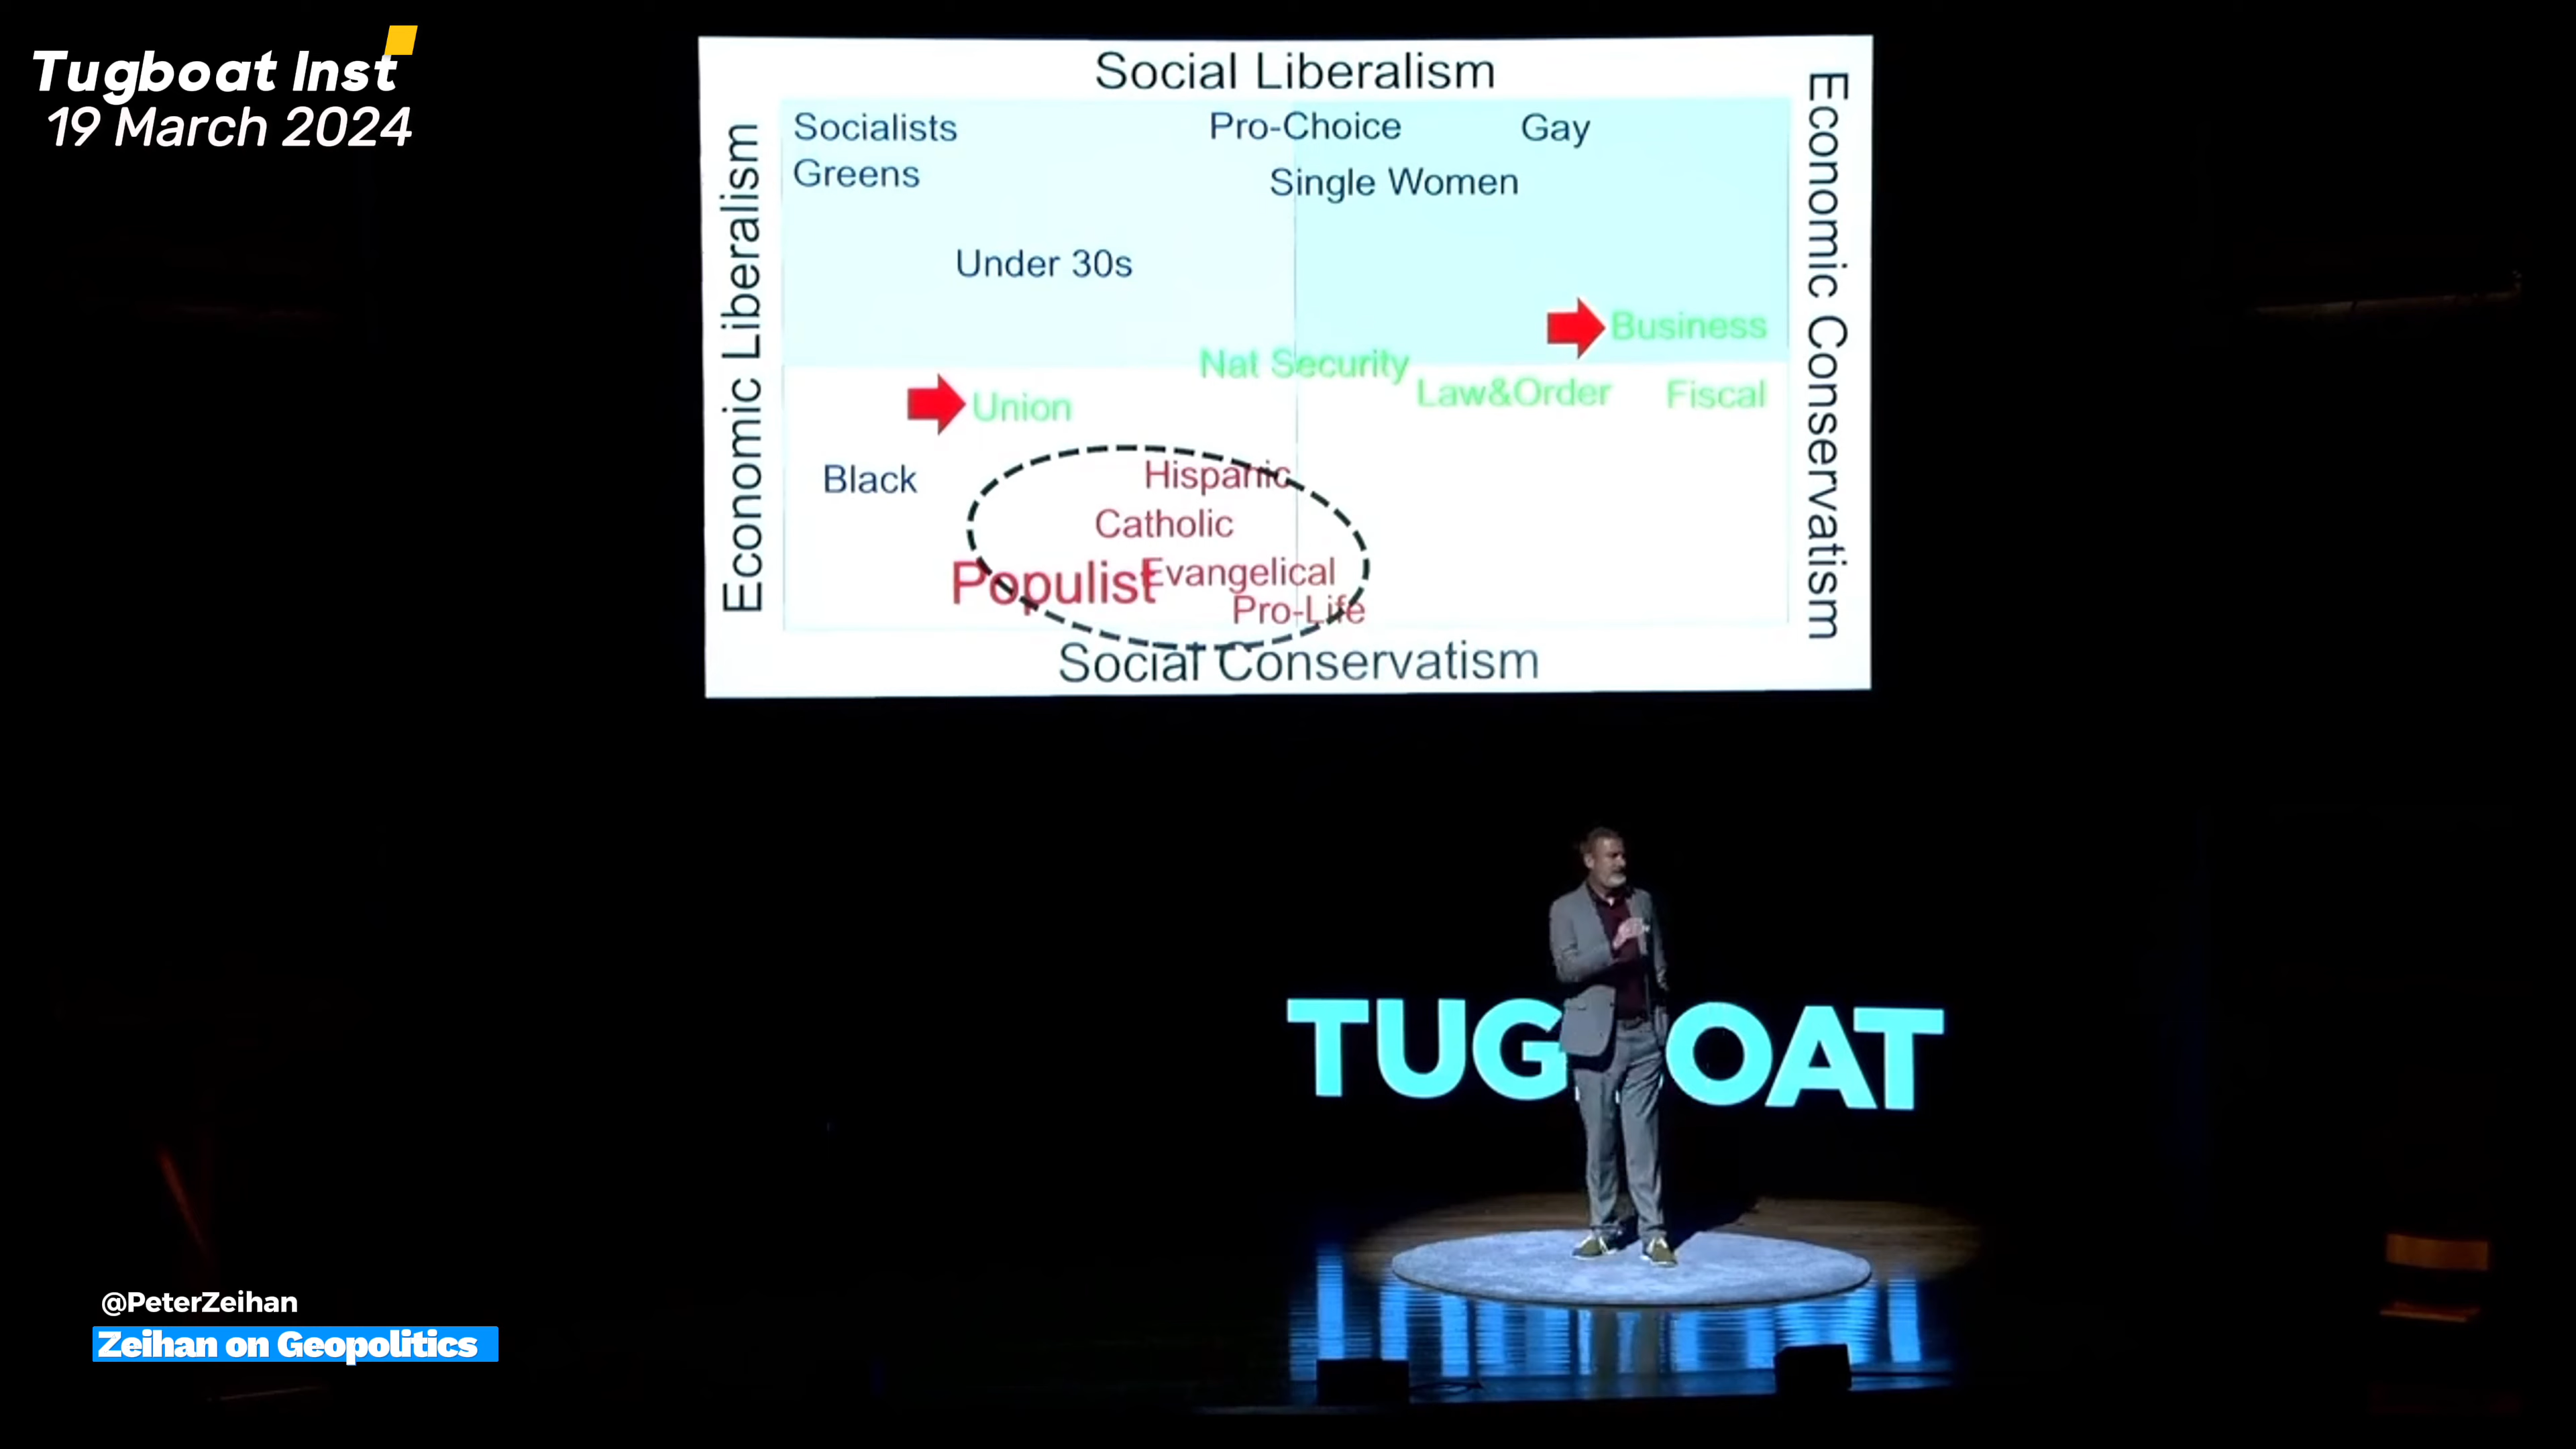 Tugboat Inst
19 March 2024
Social Liberalism
Economic Liberalism
Economic Conservatism
Socialists
Pro-Choice
Gay
Greens
Single Women
Under 30s
Business
Nat Security
Law&Order
Fiscal
Union
Black
Hispanic
Catholic
Populist
Evangelical
Pro-Life
Social Conservatism
TUG OAT
@PeterZeihan
Zeihan on Geopolitics